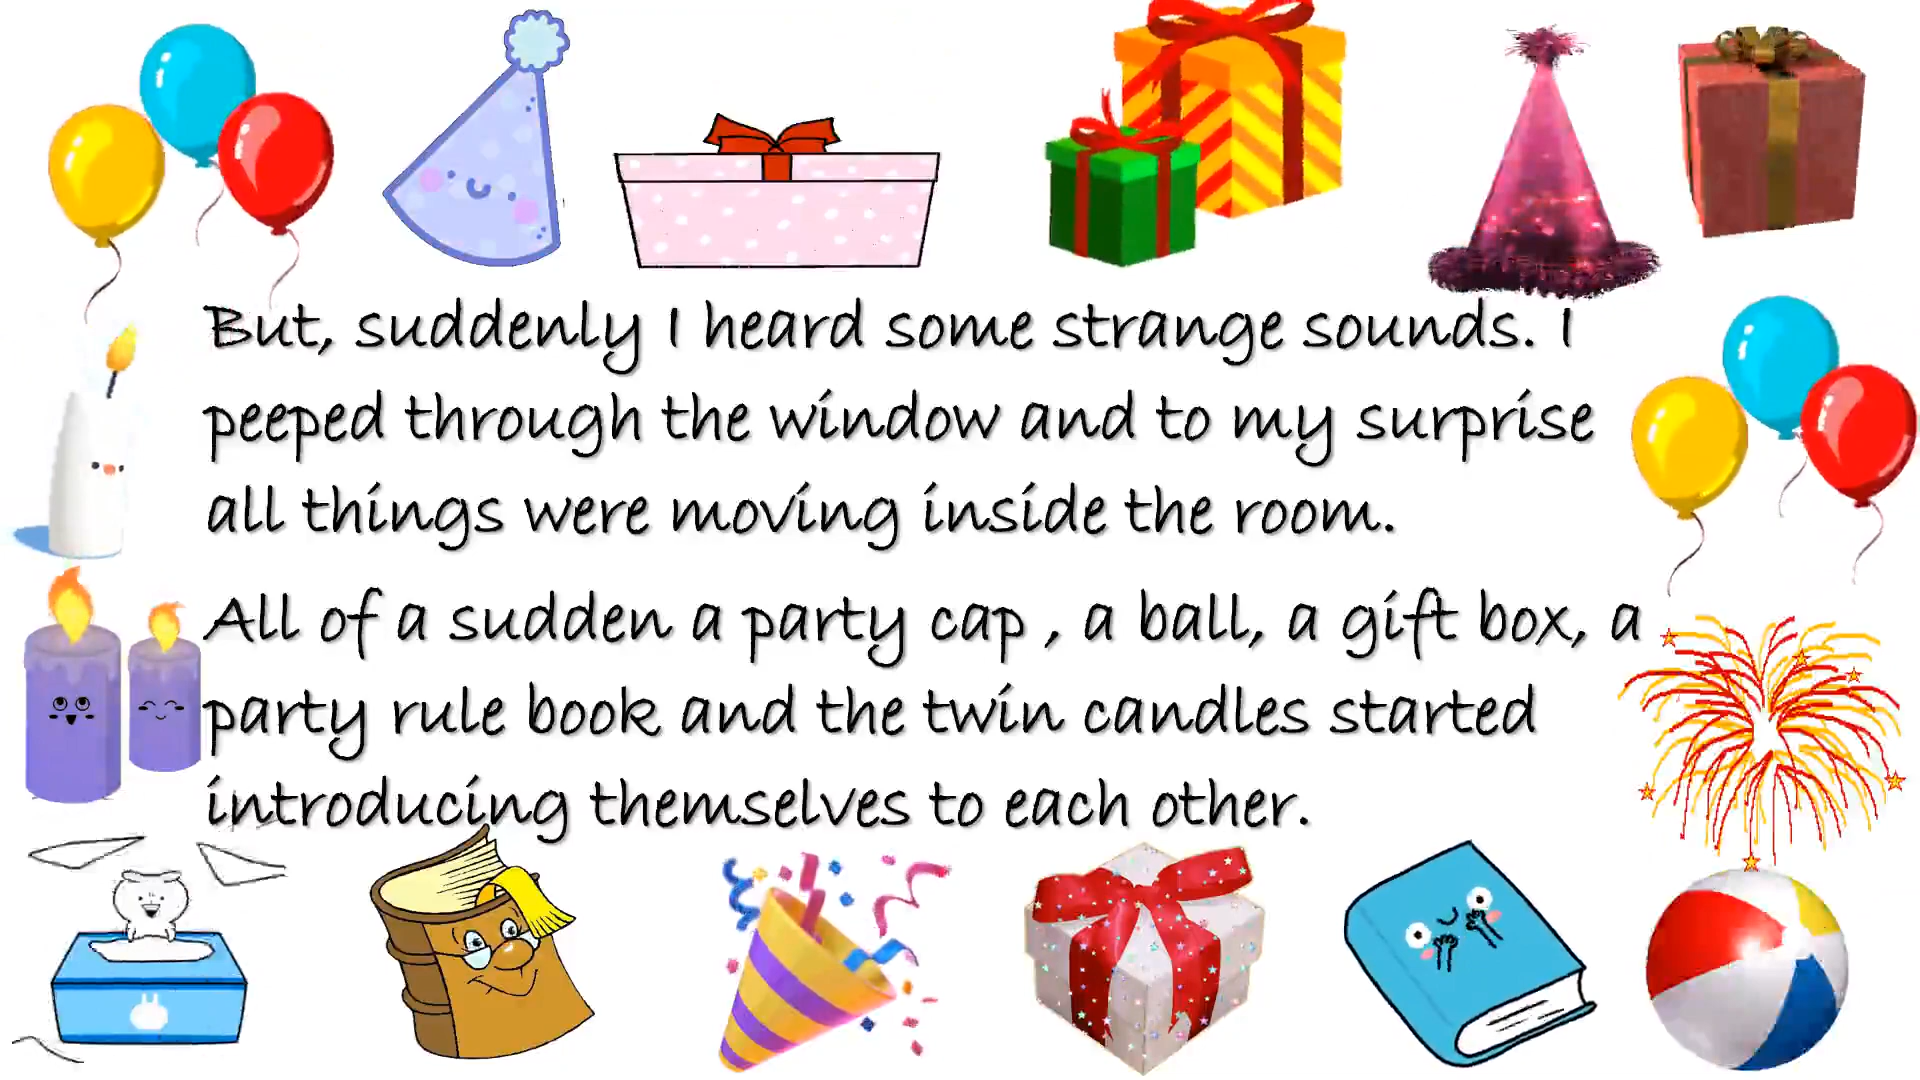 But, suddenly I heard some strange sounds. I
peeped through the window and to my surprise
all things were moving inside the room.
All of a sudden a party cap , a ball, a gift box, a
party rule book and the twin candles started
introducing themselves to each other.